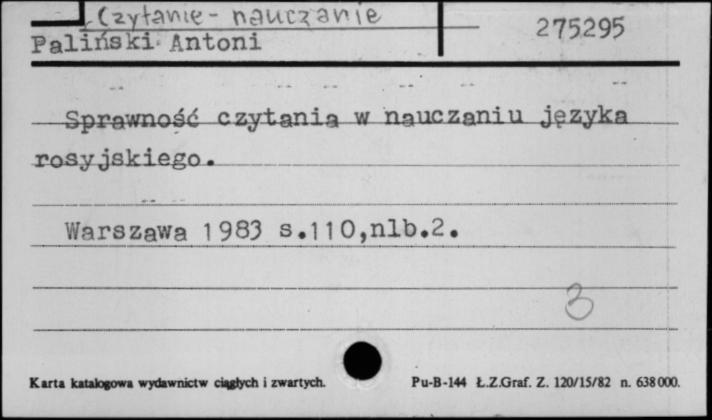 Czytanie - nauczanie
275295
Paliński Antoni
Sprawność czytania w nauczaniu języka
rosyjskiego.
Warszawa 1983 s.110,nlb.2.
3
Karta katalogowa wydawnictw ciągłych i zwartych.
Pu-B-144 Ł.Z.Graf. Z. 120/15/82 n. 638000.